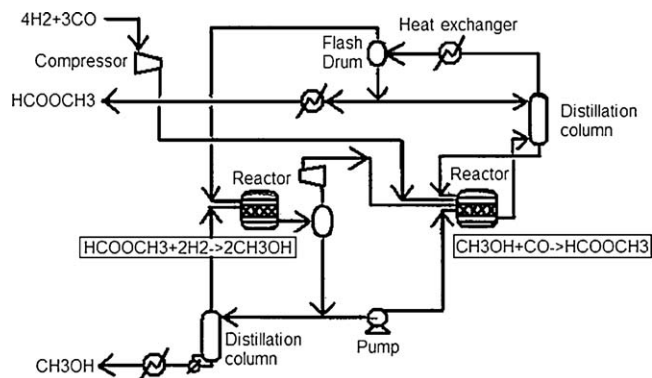 4H2+3CO
Heat exchanger
Flash
Drum
Compressor
HCOOCH3
Distillation
column
Reactor
Reactor
HCOOCH3+2H2->2CH3OH
CH3OH+CO->HCOOCH3
Distillation
column
Pump
CH3OH